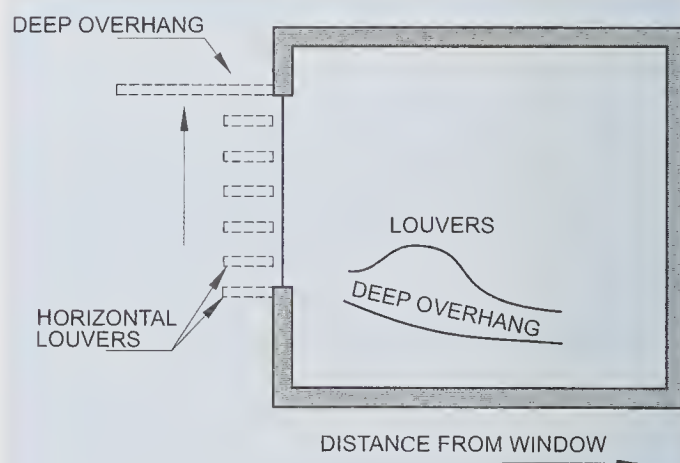 DEEP OVERHANG
LOUVERS
DEEP OVERHANG
HORIZONTAL
LOUVERS
DISTANCE FROM WINDOW